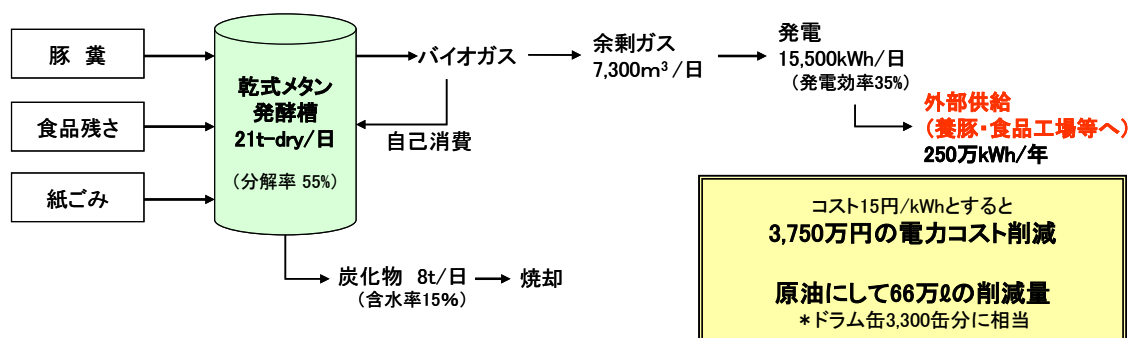 豚 糞
食品残さ
紙ごみ
乾式メタン
発酵槽
21t-dry/日
（分解率 55%）
バイオガス
自己消費
余剰ガス
7,300m³/日
発電
15,500kWh/日
（発電効率35%）
外部供給
（養豚・食品工場等へ）
250万kWh/年
炭化物 8t/日
（含水率15%）
焼却
コスト15円/kWhとすると
3,750万円の電力コスト削減
原油にして66万ℓの削減量
＊ドラム缶3,300缶分に相当